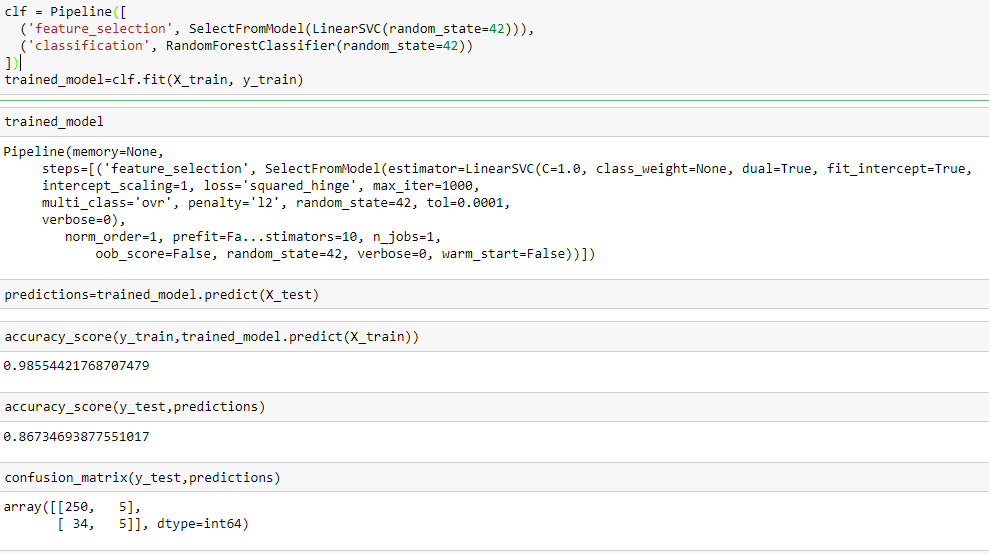 clf = Pipeline([
  ('feature_selection', SelectFromModel(LinearSVC(random_state=42))),
  ('classification', RandomForestClassifier(random_state=42))
])
trained_model=clf.fit(X_train, y_train)
trained_model
Pipeline(memory=None,
     steps=[('feature_selection', SelectFromModel(estimator=LinearSVC(C=1.0, class_weight=None, dual=True, fit_intercept=True,
     intercept_scaling=1, loss='squared_hinge', max_iter=1000,
     multi_class='ovr', penalty='l2', random_state=42, tol=0.0001,
     verbose=0),
        norm_order=1, prefit=Fa...stimators=10, n_jobs=1,
            oob_score=False, random_state=42, verbose=0, warm_start=False))])
predictions=trained_model.predict(X_test)
accuracy_score(y_train,trained_model.predict(X_train))
0.98554421768707479
accuracy_score(y_test,predictions)
0.86734693877551017
confusion_matrix(y_test,predictions)
array([[250,   5],
       [ 34,   5]], dtype=int64)